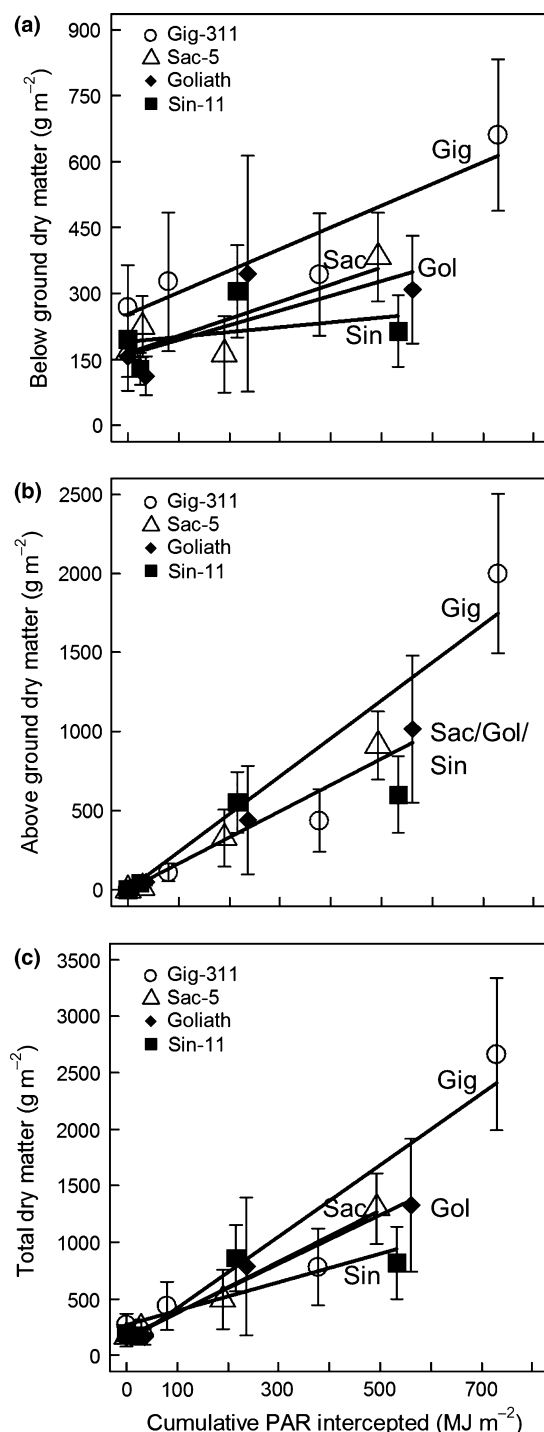 (a)
900
750
600
450
300
150
0
Below ground dry matter (g m⁻²)
Gig-311
Sac-5
Goliath
Sin-11
Gig
Sac
Gol
Sin
(b)
2500
2000
1500
1000
500
0
Above ground dry matter (g m⁻²)
Gig-311
Sac-5
Goliath
Sin-11
Gig
Sac/Gol/
Sin
(c)
3500
3000
2500
2000
1500
1000
500
0
Total dry matter (g m⁻²)
Gig-311
Sac-5
Goliath
Sin-11
Gig
Sac
Gol
Sin
0 100 300 500 700
Cumulative PAR intercepted (MJ m⁻²)